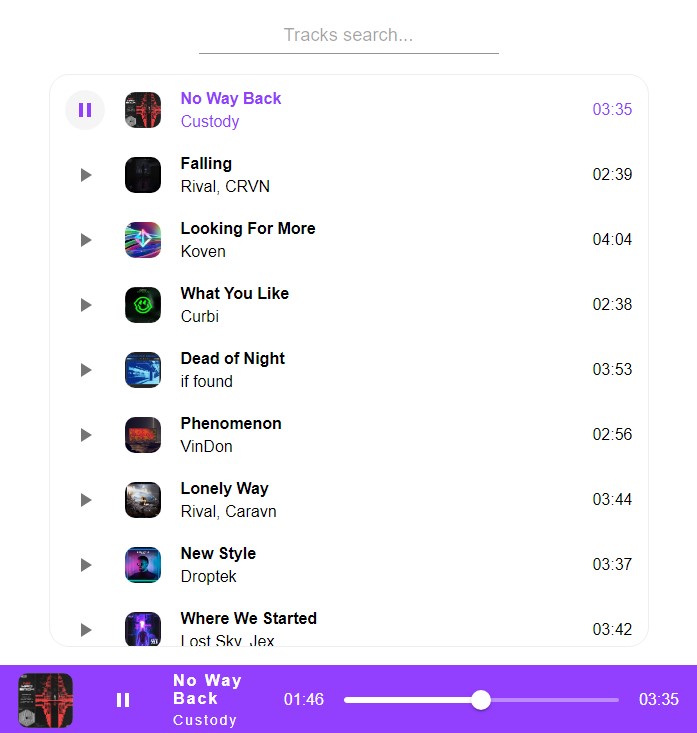 Tracks search...
No Way Back
Custody
03:35
Falling
Rival, CRVN
02:39
Looking For More
Koven
04:04
What You Like
Curbi
02:38
Dead of Night
if found
03:53
Phenomenon
VinDon
02:56
Lonely Way
Rival, Caravn
03:44
New Style
Droptek
03:37
Where We Started
Lost Sky, Jex
03:42
No Way
Back
Custody
01:46
03:35